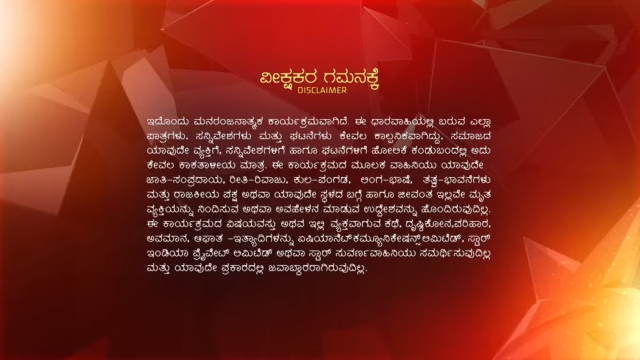 ವೀಕ್ಷಕರ ಗಮನಕ್ಕೆ
DISCLAIMER
ಇದೊಂದು ಮನರಂಜನಾತ್ಮಕ ಕಾರ್ಯಕ್ರಮವಾಗಿದೆ. ಈ ಧಾರವಾಹಿಯಲ್ಲಿ ಬರುವ ಎಲ್ಲಾ
ಪಾತ್ರಗಳು, ಸನ್ನಿವೇಶಗಳು ಮತ್ತು ಘಟನೆಗಳು ಕೇವಲ ಕಾಲ್ಪನಿಕವಾಗಿದ್ದು, ಸಮಾಜದ
ಯಾವುದೇ ವ್ಯಕ್ತಿಗೆ, ಸನ್ನಿವೇಶಗಳಿಗೆ ಹಾಗೂ ಘಟನೆಗಳಿಗೆ ಹೋಲಿಕೆ ಕಂಡುಬಂದಲ್ಲಿ ಅದು
ಕೇವಲ ಕಾಕತಾಳೀಯ ಮಾತ್ರ. ಈ ಕಾರ್ಯಕ್ರಮದ ಮೂಲಕ ವಾಹಿನಿಯು ಯಾವುದೇ
ಜಾತಿ-ಸಂಪ್ರದಾಯ, ರೀತಿ-ರಿವಾಜು, ಕುಲ-ಪಂಗಡ, ಲಿಂಗ-ಭಾಷೆ, ತತ್ವ-ಭಾವನೆಗಳು
ಮತ್ತು ರಾಜಕೀಯ ಪಕ್ಷ ಅಥವಾ ಯಾವುದೇ ಸ್ಥಳದ ಬಗ್ಗೆ ಹಾಗೂ ಜೀವಂತ ಇಲ್ಲವೇ ಮೃತ
ವ್ಯಕ್ತಿಯನ್ನು ನಿಂದಿಸುವ ಅಥವಾ ಅವಹೇಳನ ಮಾಡುವ ಉದ್ದೇಶವನ್ನು ಹೊಂದಿರುವುದಿಲ್ಲ.
ಈ ಕಾರ್ಯಕ್ರಮದ ವಿಷಯವಸ್ತು ಅಥವ ಇಲ್ಲಿ ವ್ಯಕ್ತವಾಗುವ ಕಥೆ, ದೃಷ್ಟಿಕೋನ,ಪರಿಹಾರ,
ಅವಮಾನ, ಆಘಾತ -ಇತ್ಯಾದಿಗಳನ್ನು ಏಷಿಯಾನೆಟ್‌ಕಮ್ಯೂನಿಕೇಷನ್ಸ್ ಲಿಮಿಟೆಡ್, ಸ್ಟಾರ್
ಇಂಡಿಯಾ ಪ್ರೈವೇಟ್ ಲಿಮಿಟೆಡ್ ಅಥವಾ ಸ್ಟಾರ್ ಸುವರ್ಣವಾಹಿನಿಯು ಸಮರ್ಥಿಸುವುದಿಲ್ಲ
ಮತ್ತು ಯಾವುದೇ ಪ್ರಕಾರದಲ್ಲಿ ಜವಾಬ್ದಾರರಾಗಿರುವುದಿಲ್ಲ.